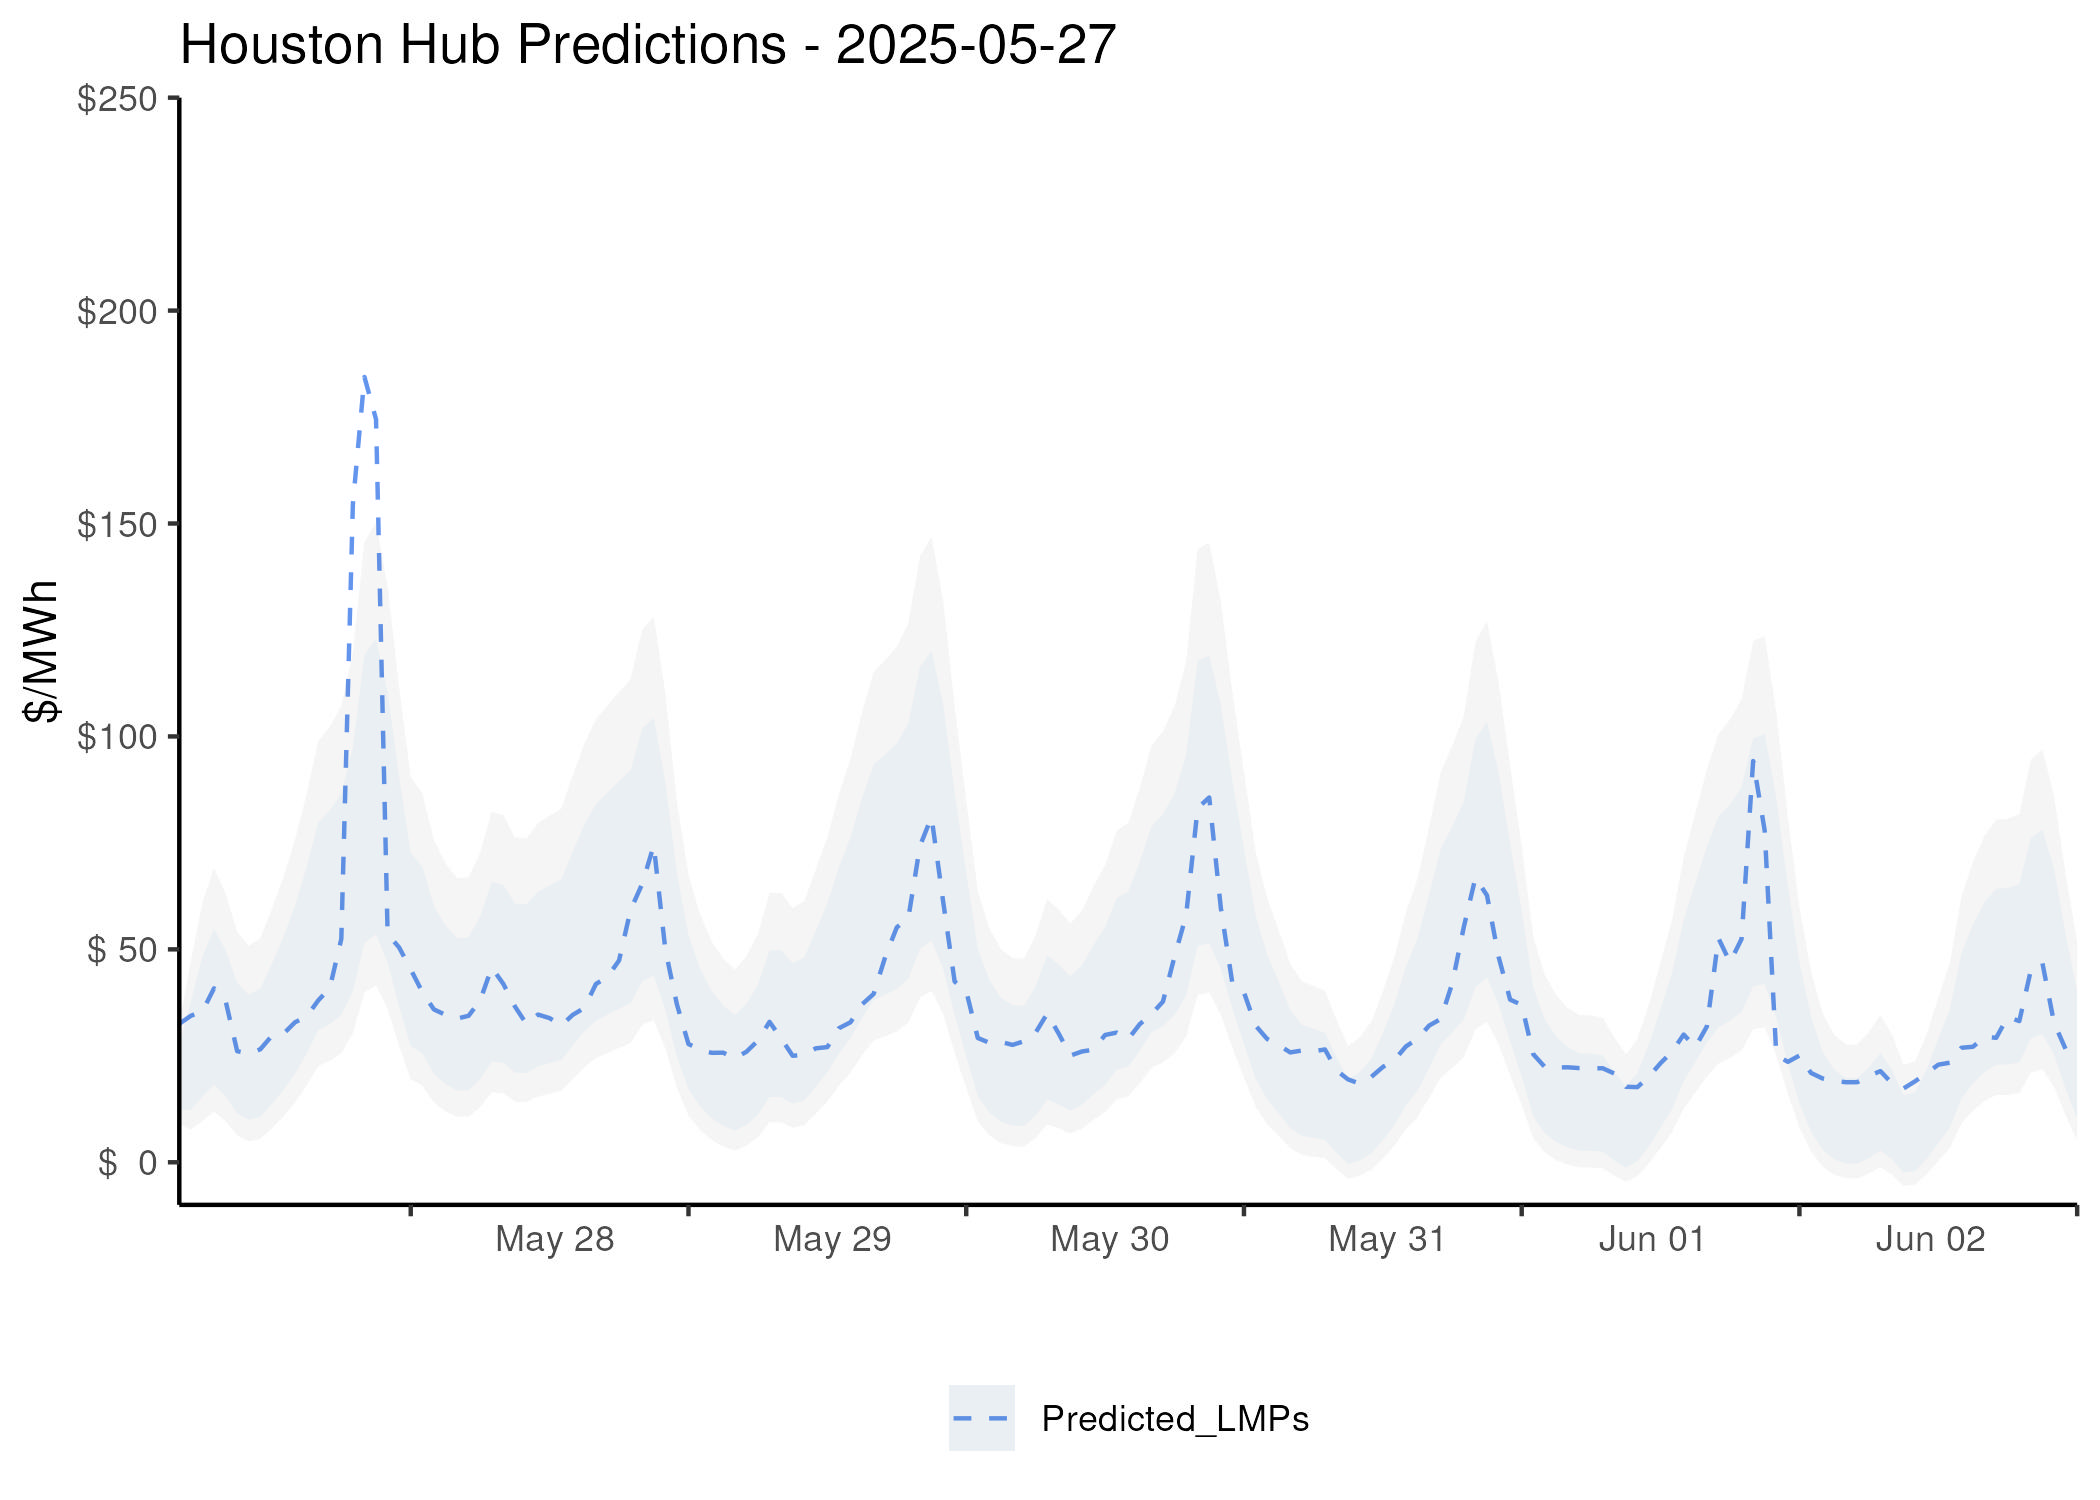 Houston Hub Predictions - 2025-05-27
$250
$200
$150
$100
$ 50
$  0
$/MWh
May 28
May 29
May 30
May 31
Jun 01
Jun 02
Predicted_LMPs